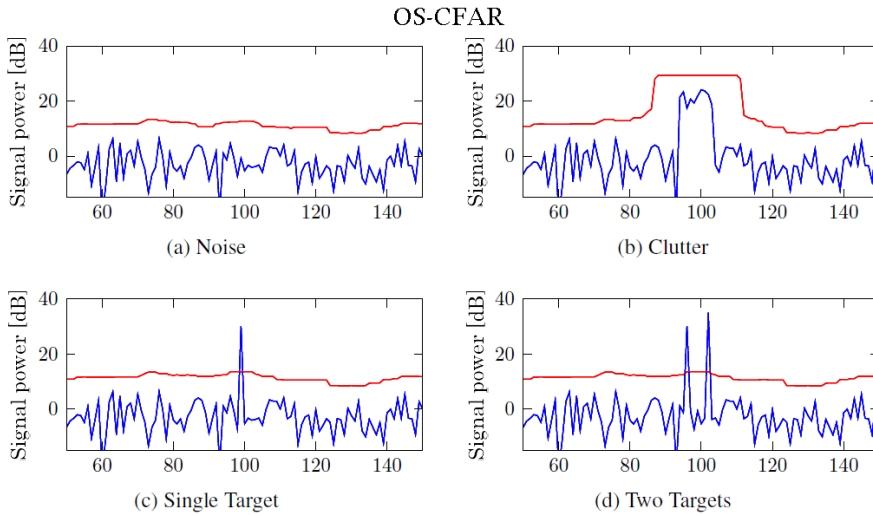 OS-CFAR
Signal power [dB]
40
20
0
60 80 100 120 140
(a) Noise
Signal power [dB]
40
20
0
60 80 100 120 140
(b) Clutter
Signal power [dB]
40
20
0
60 80 100 120 140
(c) Single Target
Signal power [dB]
40
20
0
60 80 100 120 140
(d) Two Targets